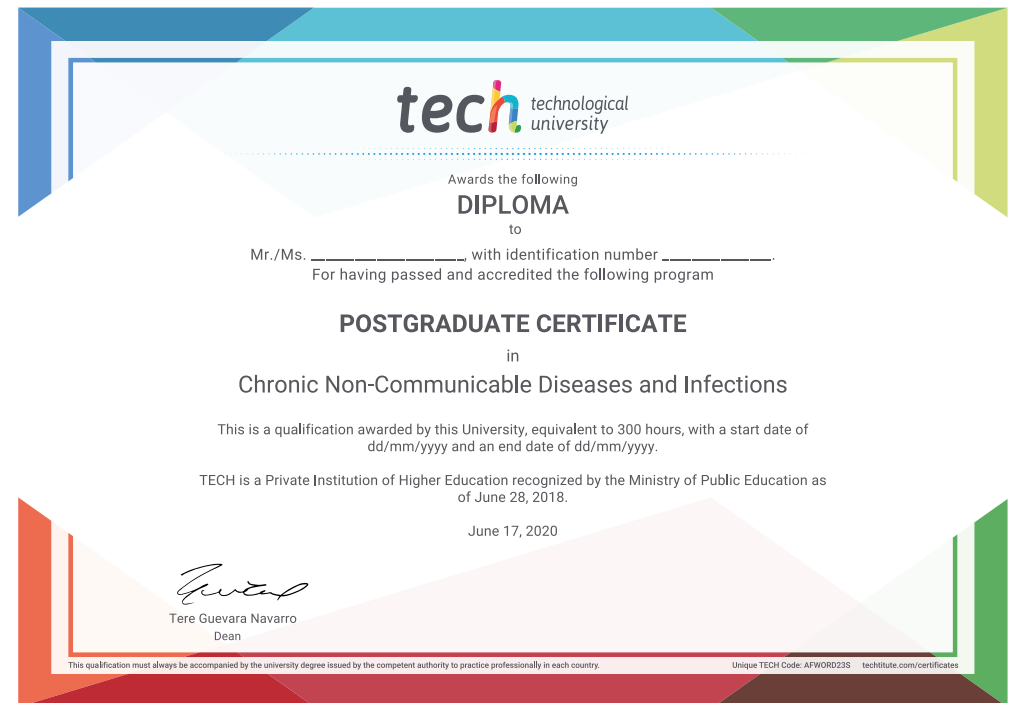 tech technological
university
Awards the following
DIPLOMA
to
Mr./Ms. ____________________, with identification number ______________.
For having passed and accredited the following program
POSTGRADUATE CERTIFICATE
in
Chronic Non-Communicable Diseases and Infections
This is a qualification awarded by this University, equivalent to 300 hours, with a start date of
dd/mm/yyyy and an end date of dd/mm/yyyy.
TECH is a Private Institution of Higher Education recognized by the Ministry of Public Education as
of June 28, 2018.
June 17, 2020
Tere Guevara Navarro
Dean
This qualification must always be accompanied by the university degree issued by the competent authority to practice professionally in each country. Unique TECH Code: AFWORD23S techtitute.com/certificates